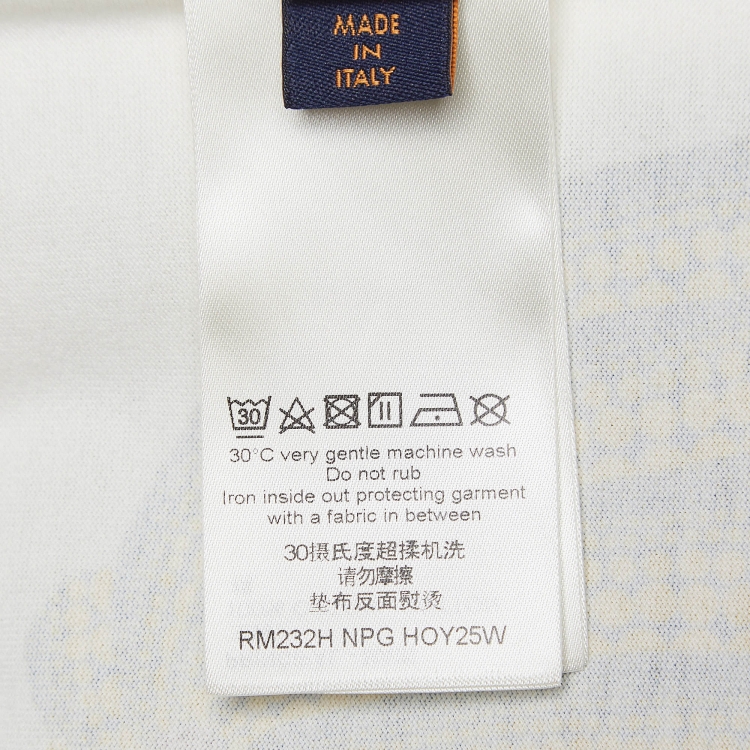 MADE
IN
ITALY
30
30°C very gentle machine wash
Do not rub
Iron inside out protecting garment
with a fabric in between
30摄氏度超揉机洗
请勿摩擦
垫布反面熨烫
RM232H NPG HOY25W